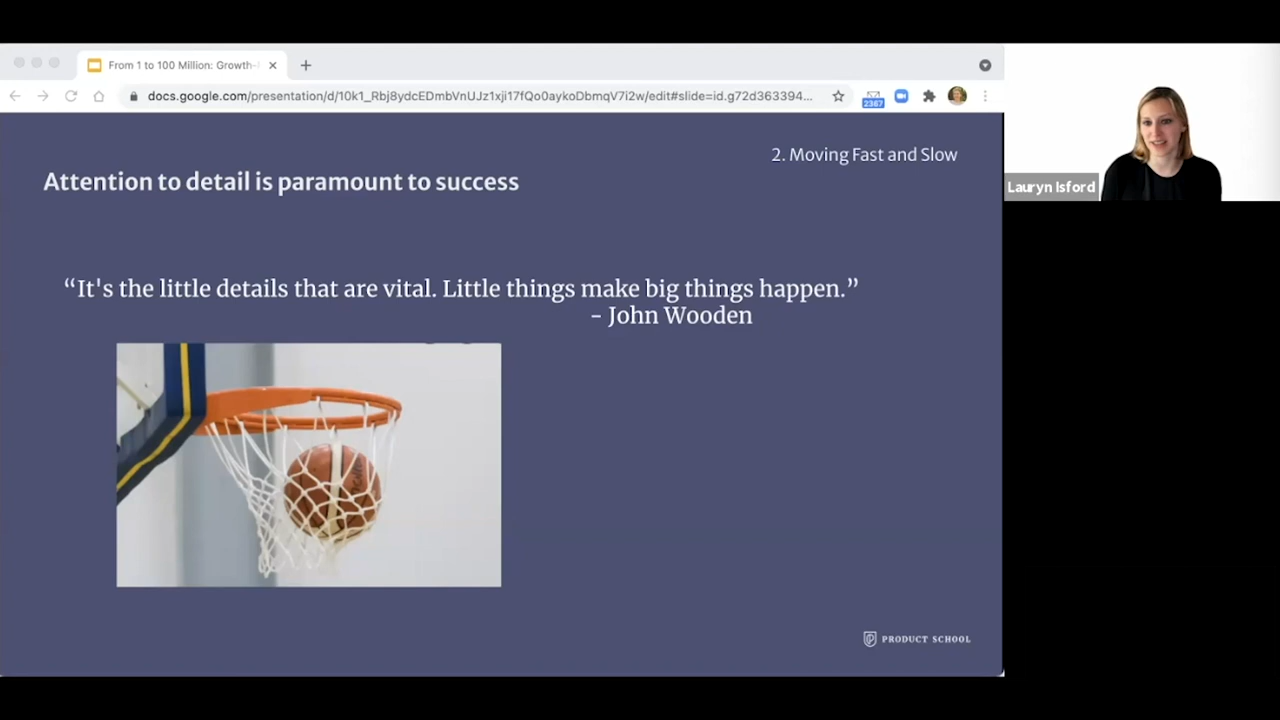 From 1 to 100 Million: Growth-
docs.google.com/presentation/d/10k1_Rbj8ydcEDmbVnUJz1xji17fQo0aykoDbmqV7i2w/edit#slide=id.g72d363394...
2367
2. Moving Fast and Slow
Attention to detail is paramount to success
“It's the little details that are vital. Little things make big things happen.”
- John Wooden
PRODUCT SCHOOL
Lauryn Isford